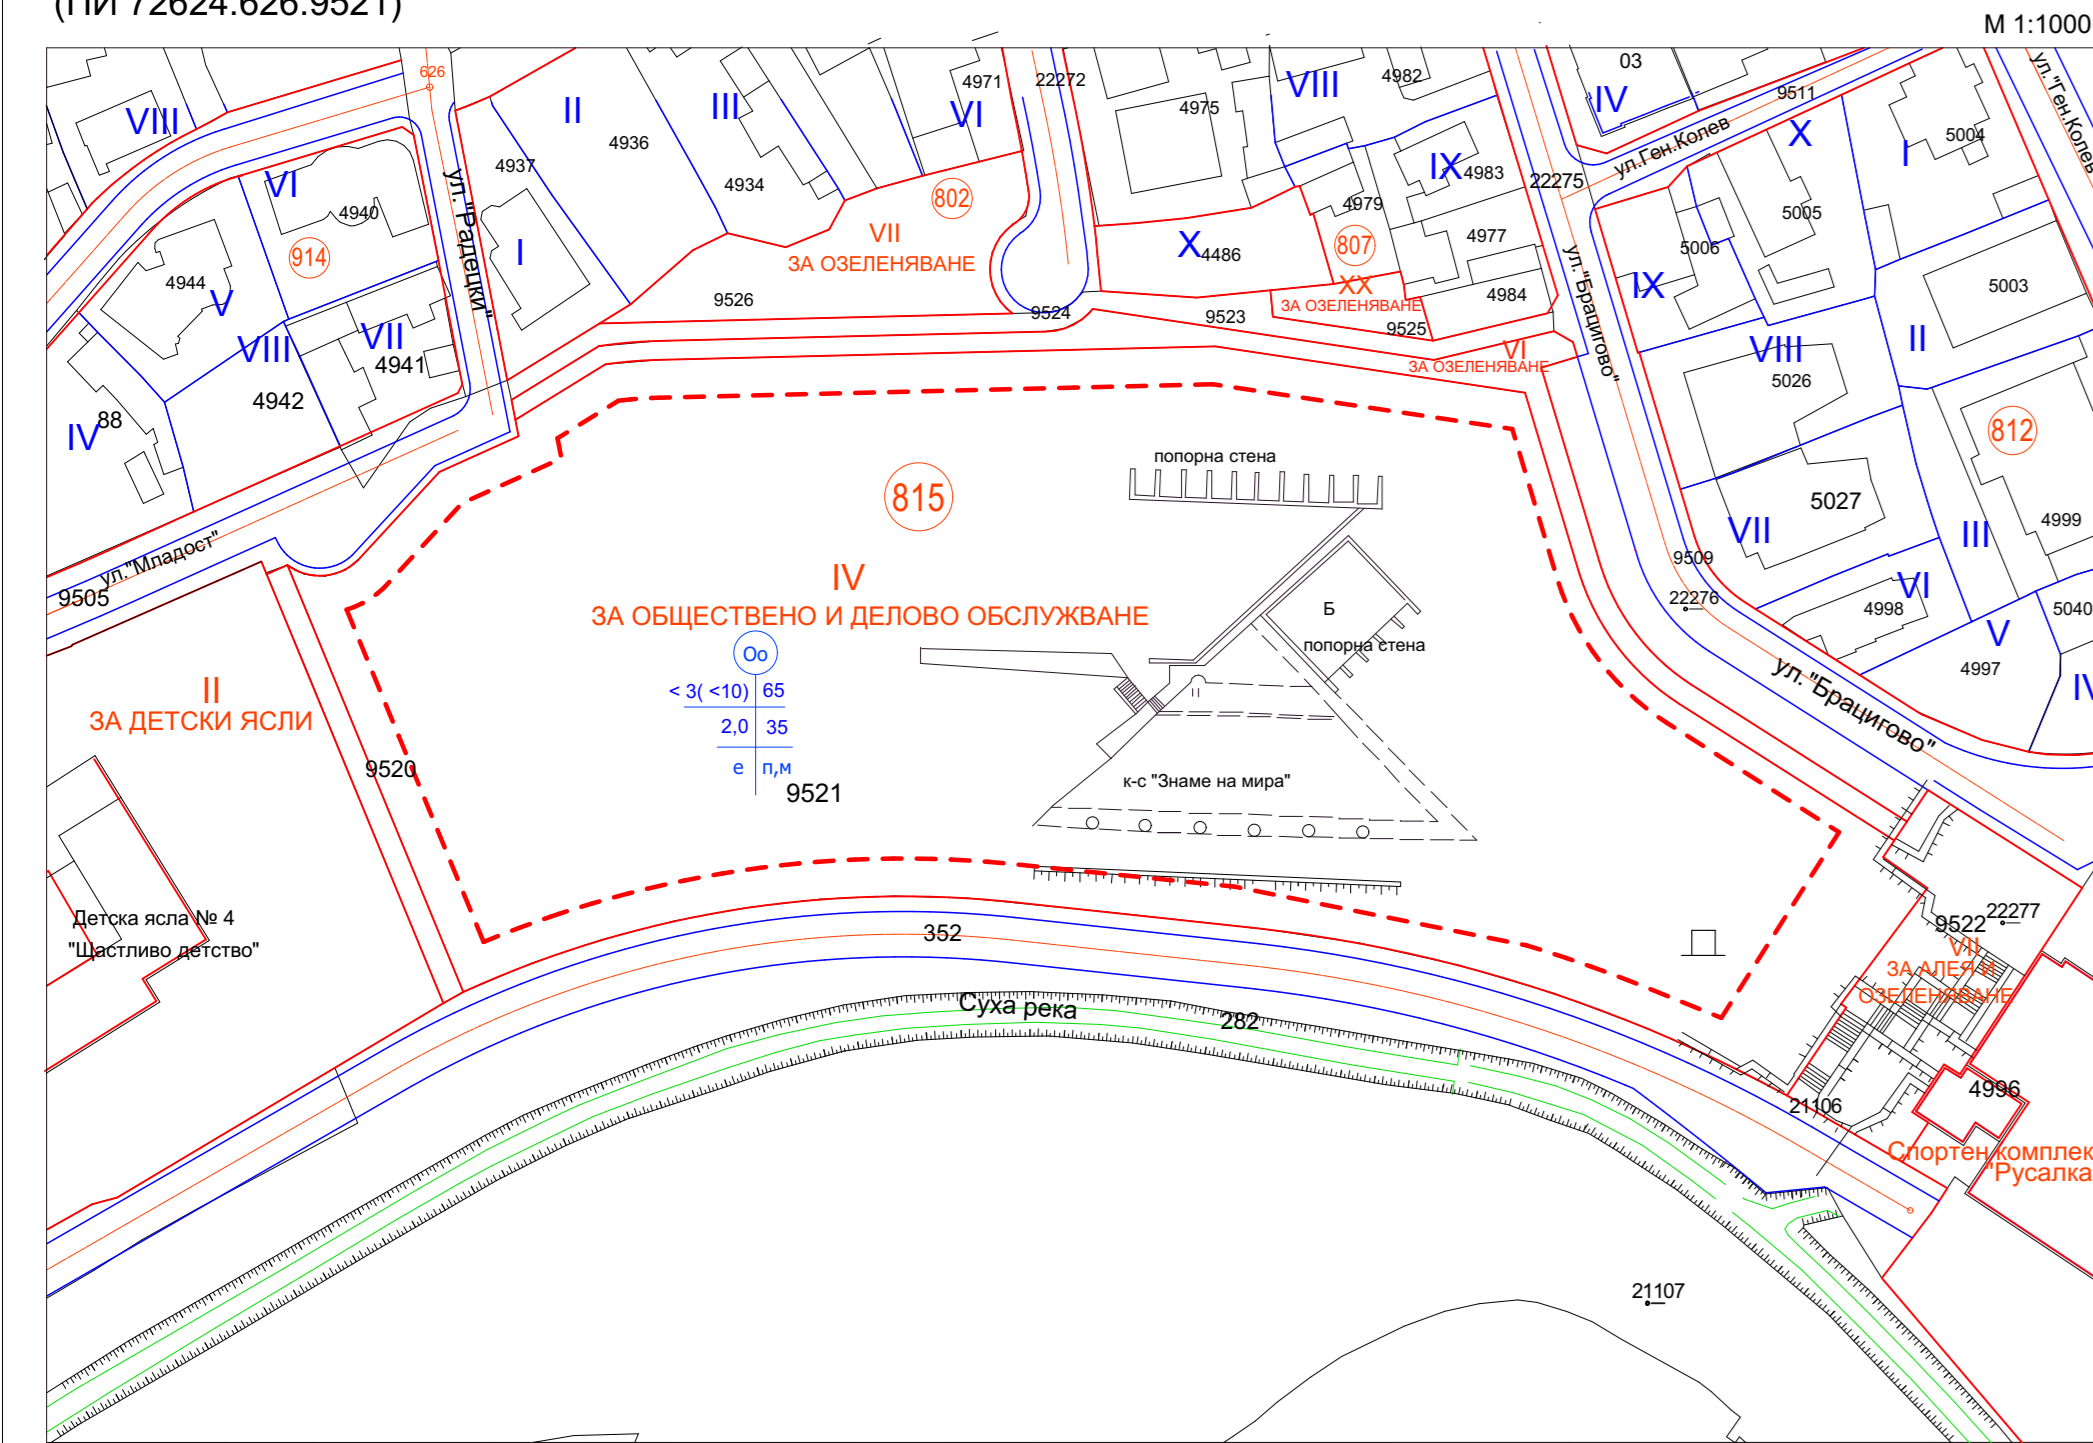 (ПИ 72624.626.9521)
М 1:1000
626
VIII
II
4936
III
4971
VI
22272
4975
VIII
4982
03
IV
9511
ул."Ген.Колев
ул.Ген.Колев
X
I
5004
4937
4934
802
VI
4940
ул."Радецки"
914
I
VII
ЗА ОЗЕЛЕНЯВАНЕ
IX
4983
22275
4979
4977
807
X
4486
XX
ЗА ОЗЕЛЕНЯВАНЕ
4984
5005
5006
IX
5003
4944
V
9526
9524
9523
9525
VI
ЗА ОЗЕЛЕНЯВАНЕ
ул."Брацигово"
VIII
5026
II
VII
VIII
4941
4942
88
IV
812
попорна стена
815
5027
VII
III
4999
ул."Младост"
9505
IV
ЗА ОБЩЕСТВЕНО И ДЕЛОВО ОБСЛУЖВАНЕ
9509
22276
VI
4998
5040
V
4997
IV
Б
попорна стена
Оо
< 3( <10) 65
2,0 35
е п,м
9521
II
ЗА ДЕТСКИ ЯСЛИ
9520
ул."Брацигово"
к-с "Знаме на мира"
Детска ясла № 4
"Щастливо детство"
352
9522
22277
VII
ЗА АЛЕЯ И
ОЗЕЛЕНЯВАНЕ
Суха река
282
4996
21106
Спортен комплек
"Русалка
21107